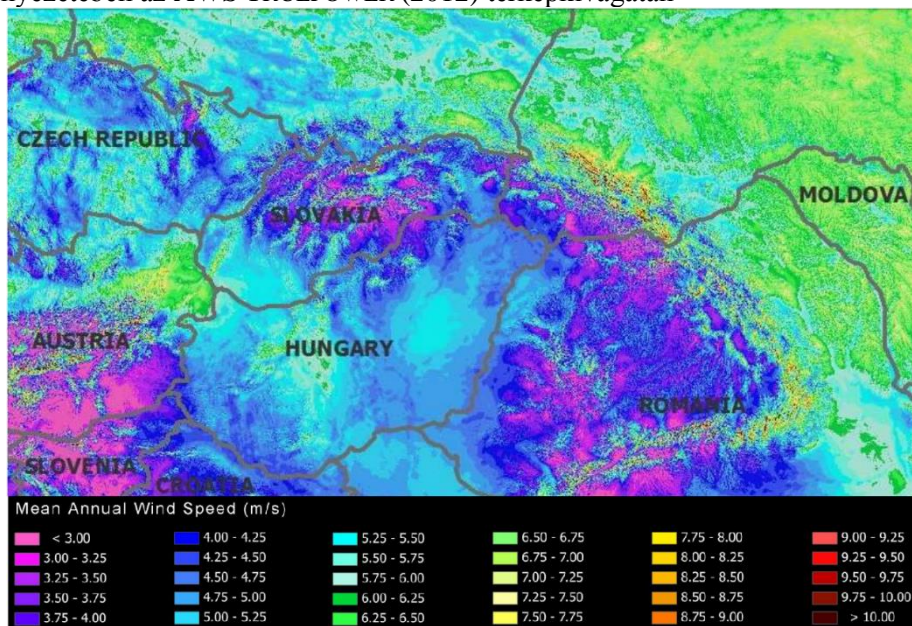 nyezetében az AWS TRUEPOWER (2012) térképkivágatán
CZECH REPUBLIC
SLOVAKIA
MOLDOVA
AUSTRIA
HUNGARY
ROMANIA
SLOVENIA
CROATIA
Mean Annual Wind Speed (m/s)
< 3.00 4.00 - 4.25 5.25 - 5.50 6.50 - 6.75 7.75 - 8.00 9.00 - 9.25
3.00 - 3.25 4.25 - 4.50 5.50 - 5.75 6.75 - 7.00 8.00 - 8.25 9.25 - 9.50
3.25 - 3.50 4.50 - 4.75 5.75 - 6.00 7.00 - 7.25 8.25 - 8.50 9.50 - 9.75
3.50 - 3.75 4.75 - 5.00 6.00 - 6.25 7.25 - 7.50 8.50 - 8.75 9.75 - 10.00
3.75 - 4.00 5.00 - 5.25 6.25 - 6.50 7.50 - 7.75 8.75 - 9.00 > 10.00